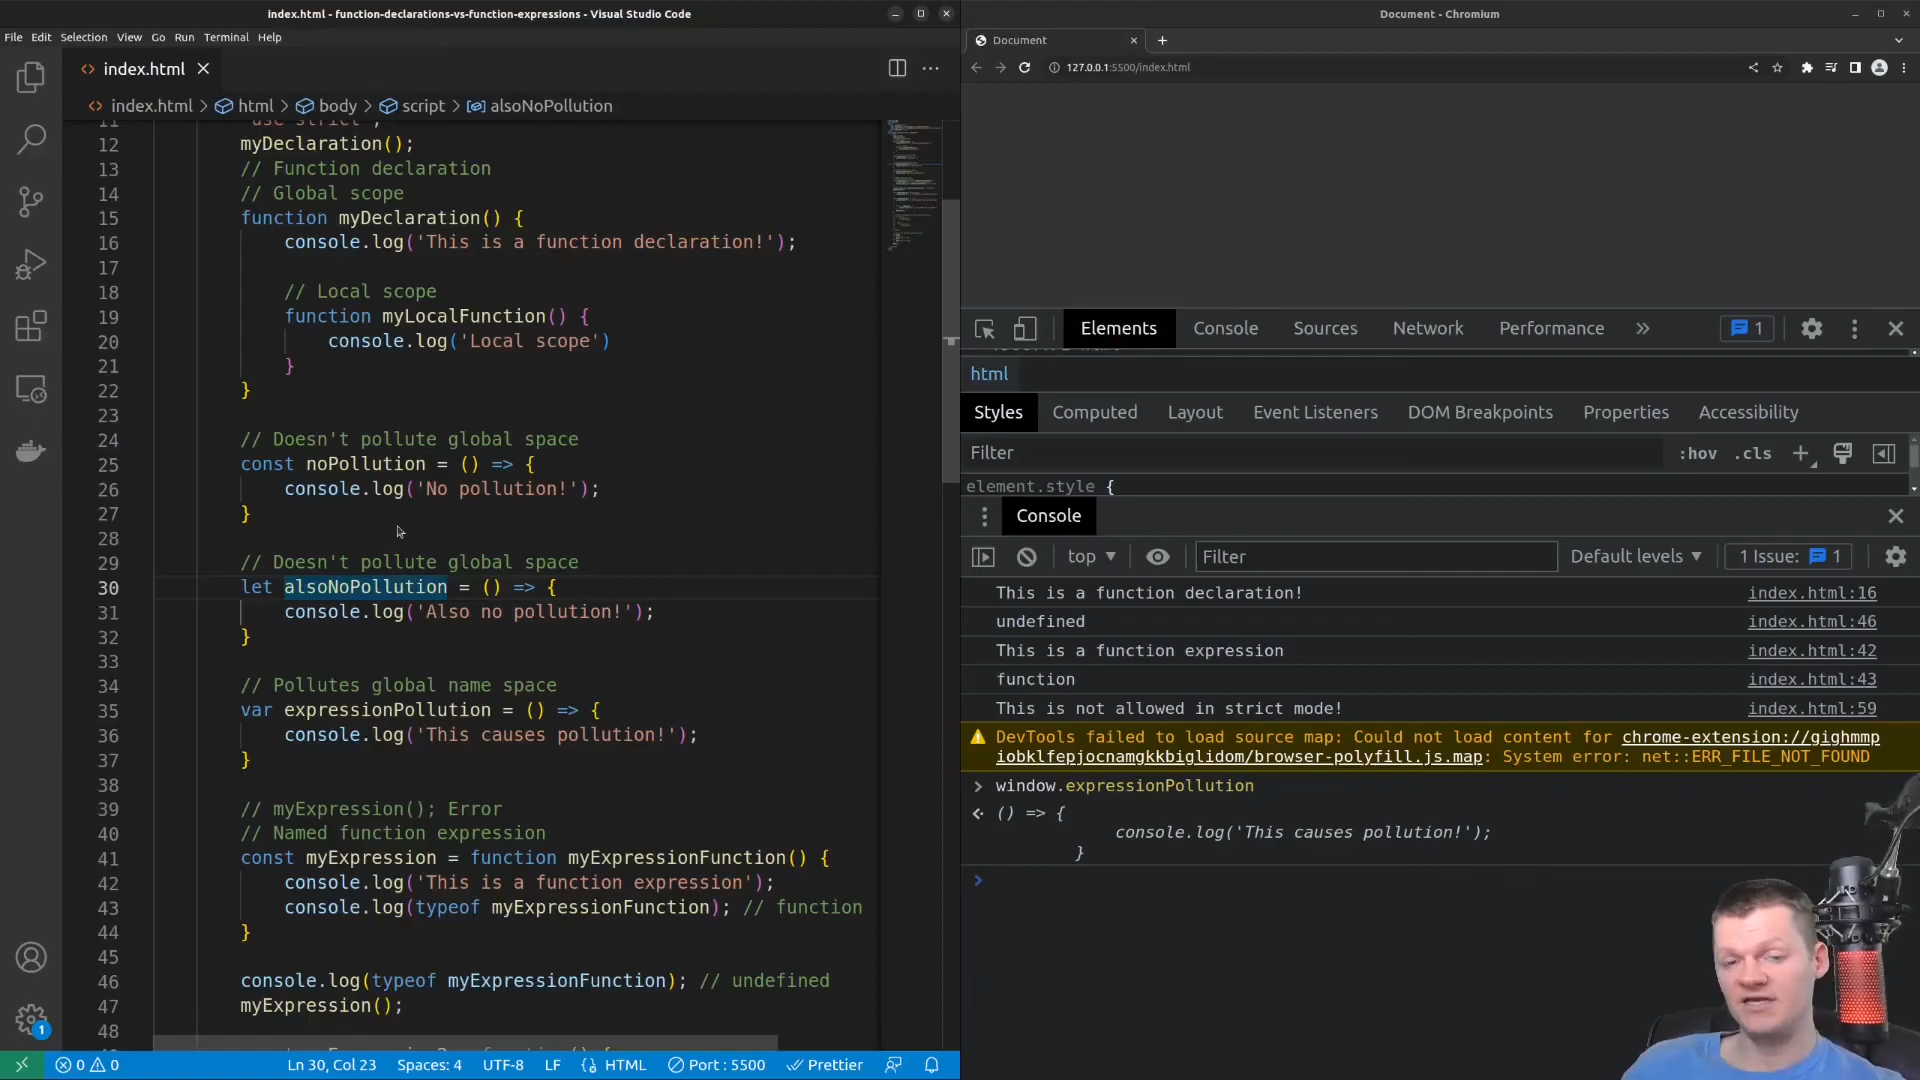 index.html - function-declarations-vs-function-expressions - Visual Studio Code
File Edit Selection View Go Run Terminal Help
index.html
index.html > html > body > script > alsoNoPollution
11 'use strict';
12 myDeclaration();
13 // Function declaration
14 // Global scope
15 function myDeclaration() {
16 console.log('This is a function declaration!');
17
18 // Local scope
19 function myLocalFunction() {
20 console.log('Local scope')
21 }
22 }
23
24 // Doesn't pollute global space
25 const noPollution = () => {
26 console.log('No pollution!');
27 }
28
29 // Doesn't pollute global space
30 let alsoNoPollution = () => {
31 console.log('Also no pollution!');
32 }
33
34 // Pollutes global name space
35 var expressionPollution = () => {
36 console.log('This causes pollution!');
37 }
38
39 // myExpression(); Error
40 // Named function expression
41 const myExpression = function myExpressionFunction() {
42 console.log('This is a function expression');
43 console.log(typeof myExpressionFunction); // function
44 }
45
46 console.log(typeof myExpressionFunction); // undefined
47 myExpression();
48
1
0 0 Ln 30, Col 23 Spaces: 4 UTF-8 LF HTML Port : 5500 Prettier
Document - Chromium
Document
127.0.0.1:5500/index.html
Elements Console Sources Network Performance 1
html
Styles Computed Layout Event Listeners DOM Breakpoints Properties Accessibility
Filter :hov .cls
element.style {
Console
top Filter Default levels 1 Issue: 1
This is a function declaration! index.html:16
undefined index.html:46
This is a function expression index.html:42
function index.html:43
This is not allowed in strict mode! index.html:59
DevTools failed to load source map: Could not load content for chrome-extension://gighmmp
iobklfepjocnamgkkbiglidom/browser-polyfill.js.map: System error: net::ERR_FILE_NOT_FOUND
window.expressionPollution
() => {
console.log('This causes pollution!');
}